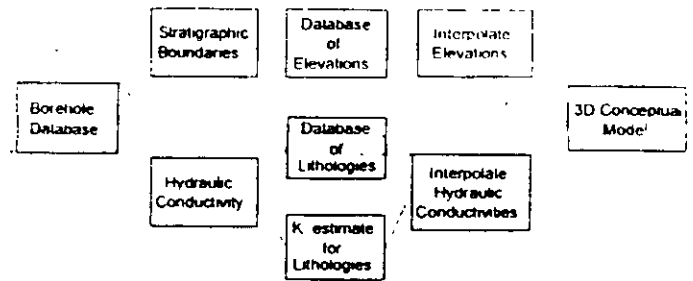 Stratigraphic
Boundaries
Database
of
Elevations
Interpolate
Elevations
Borehole
Database
3D Conceptual
Model
Database
of
Lithologies
Hydraulic
Conductivity
Interpolate
Hydraulic
Conductivities
K estimate
for
Lithologies